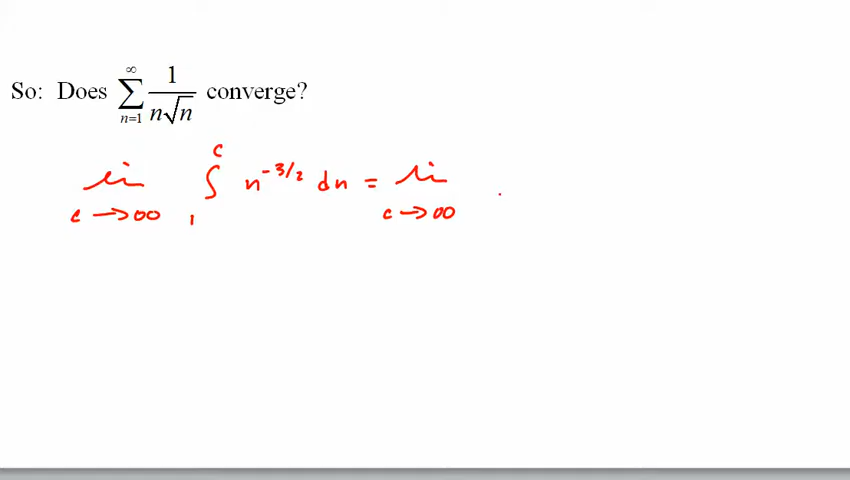 So: Does ∑_{n=1}^{∞} 1/(n√n) converge?
lim_{c→∞} ∫_1^c n^{-3/2} dn = lim_{c→∞}